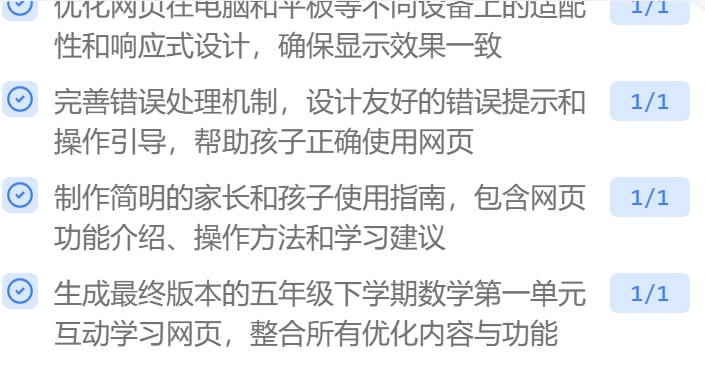 优化网页在电脑和平板等不同设备上的适配 1/1
性和响应式设计，确保显示效果一致
完善错误处理机制，设计友好的错误提示和 1/1
操作引导，帮助孩子正确使用网页
制作简明的家长和孩子使用指南，包含网页 1/1
功能介绍、操作方法和学习建议
生成最终版本的五年级下学期数学第一单元 1/1
互动学习网页，整合所有优化内容与功能